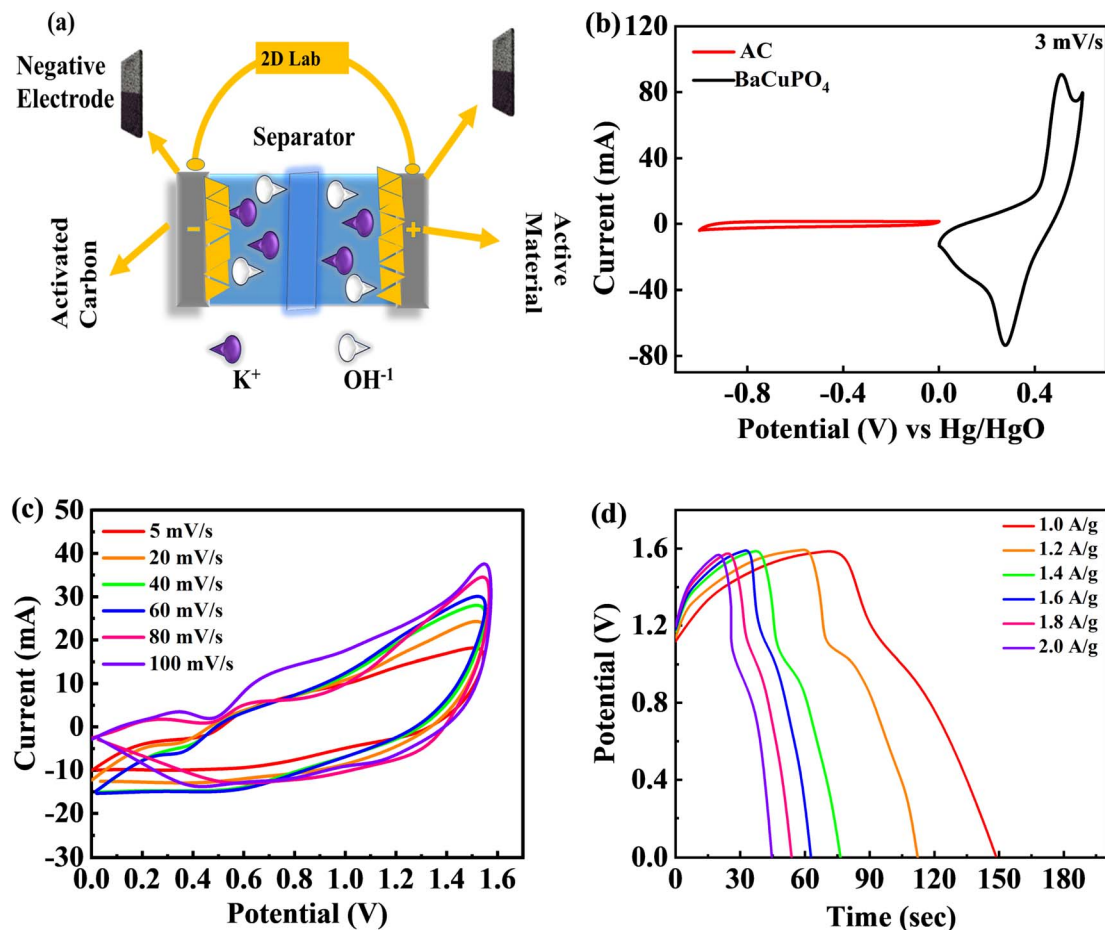 (a)
Negative
Electrode
2D Lab
Separator
-
+
Activated
Carbon
Active
Material
K⁺
OH⁻¹
(b)
120
80
40
0
-40
-80
Current (mA)
AC
BaCuPO₄
3 mV/s
-0.8
-0.4
0.0
0.4
Potential (V) vs Hg/HgO
(c)
50
40
30
20
10
0
-10
-20
-30
Current (mA)
5 mV/s
20 mV/s
40 mV/s
60 mV/s
80 mV/s
100 mV/s
0.0 0.2 0.4 0.6 0.8 1.0 1.2 1.4 1.6
Potential (V)
(d)
1.6
1.2
0.8
0.4
0.0
Potential (V)
1.0 A/g
1.2 A/g
1.4 A/g
1.6 A/g
1.8 A/g
2.0 A/g
0 30 60 90 120 150 180
Time (sec)